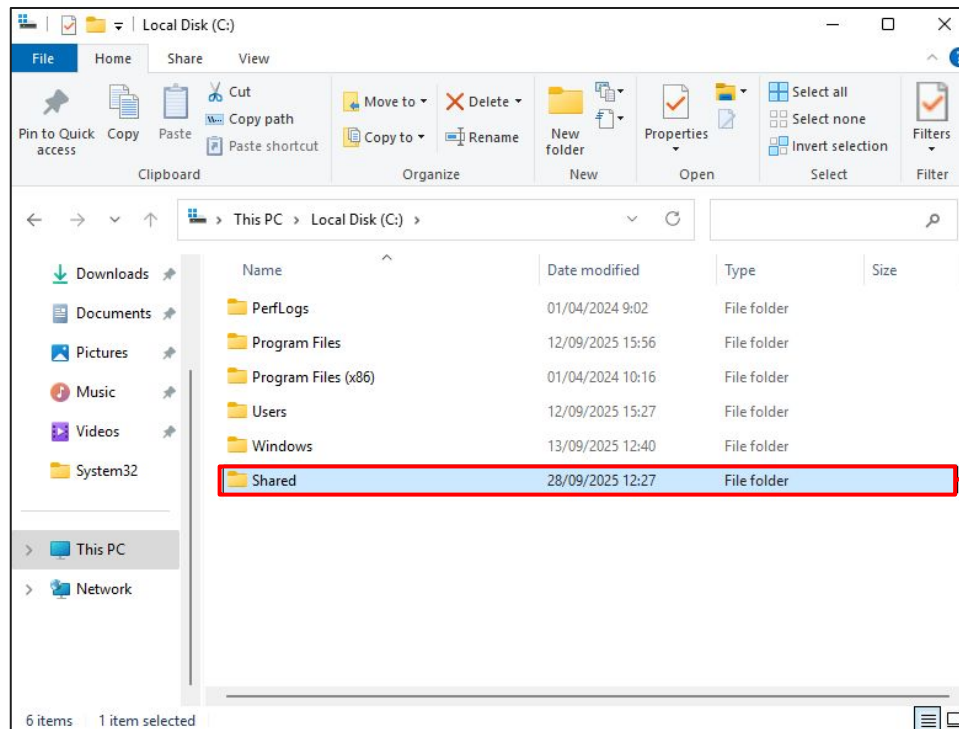 Local Disk (C:)
File Home Share View
Pin to Quick access
Copy
Paste
Cut
Copy path
Paste shortcut
Clipboard
Move to
Copy to
Delete
Rename
Organize
New folder
New
Properties
Open
Select all
Select none
Invert selection
Select
Filters
Filter
This PC > Local Disk (C:) >
Downloads
Documents
Pictures
Music
Videos
System32
This PC
Network
Name Date modified Type Size
PerfLogs 01/04/2024 9:02 File folder
Program Files 12/09/2025 15:56 File folder
Program Files (x86) 01/04/2024 10:16 File folder
Users 12/09/2025 15:27 File folder
Windows 13/09/2025 12:40 File folder
Shared 28/09/2025 12:27 File folder
6 items 1 item selected